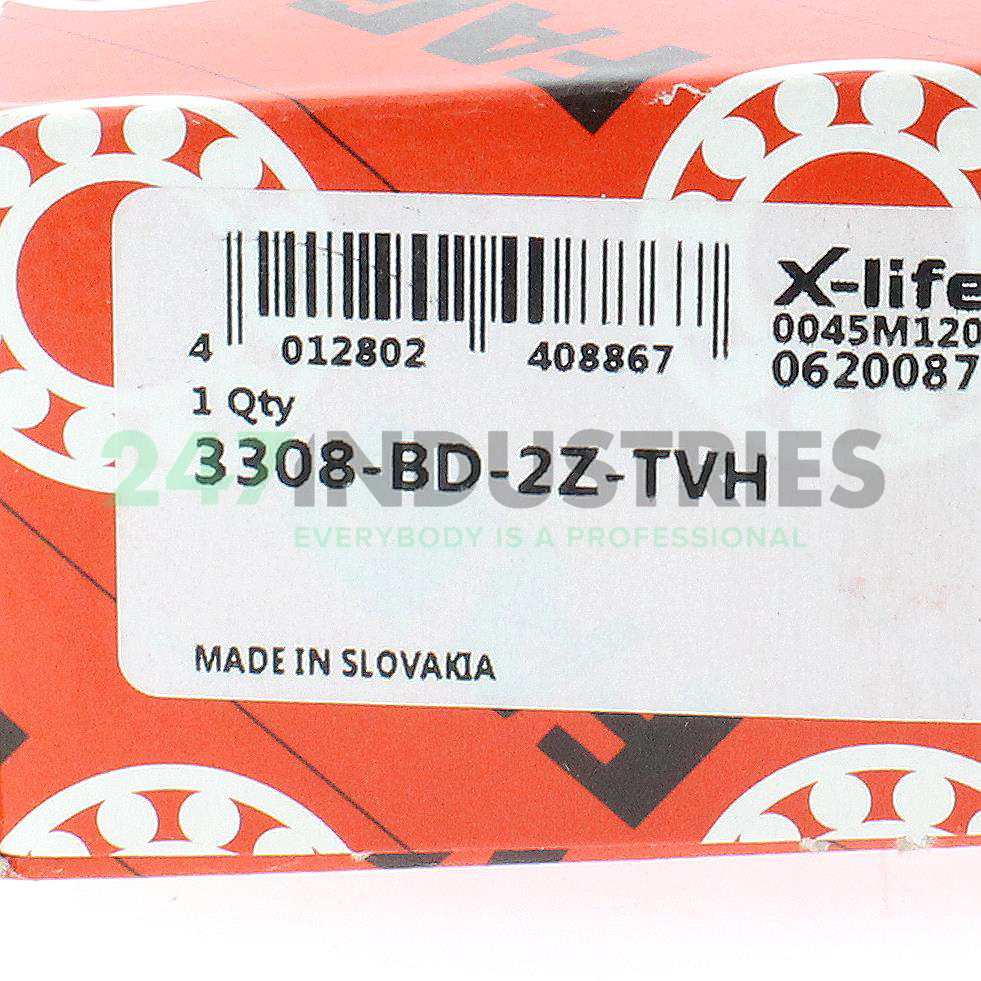 FAG
X-life
4 012802 408867
0045M120
0620087
1 Qty
3308-BD-2Z-TVH
247INDUSTRIES
EVERYBODY IS A PROFESSIONAL
MADE IN SLOVAKIA